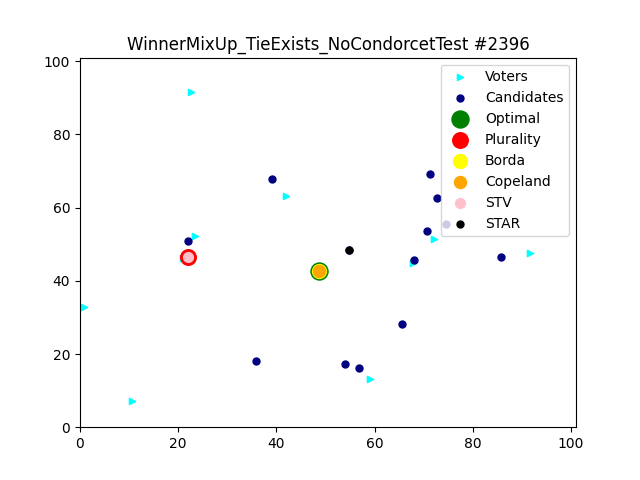 WinnerMixUp_TieExists_NoCondorcetTest #2396
100
80
60
40
20
0
0
20
40
60
80
100
Voters
Candidates
Optimal
Plurality
Borda
Copeland
STV
STAR